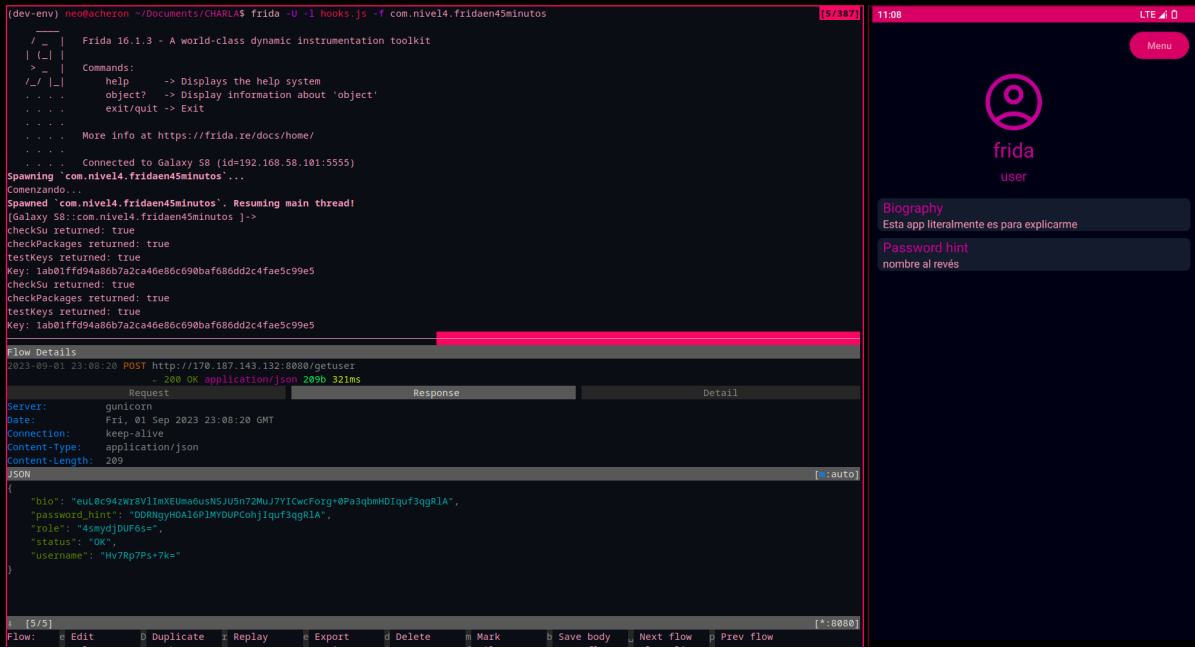 (dev-env) neo@acheron ~/Documents/CHARLA$ frida -U -l hooks.js -f com.nivel4.fridaen45minutos [5/387]
____
/ _ | Frida 16.1.3 - A world-class dynamic instrumentation toolkit
| (_| |
> _ | Commands:
/_/ |_| help -> Displays the help system
. . . . object? -> Display information about 'object'
. . . . exit/quit -> Exit
. . . .
. . . . More info at https://frida.re/docs/home/
. . . .
. . . . Connected to Galaxy S8 (id=192.168.58.101:5555)
Spawning `com.nivel4.fridaen45minutos`...
Comenzando...
Spawned `com.nivel4.fridaen45minutos`. Resuming main thread!
[Galaxy S8::com.nivel4.fridaen45minutos ]->
checkSu returned: true
checkPackages returned: true
testKeys returned: true
Key: 1ab01ffd94a86b7a2ca46e86c690baf686dd2c4fae5c99e5
checkSu returned: true
checkPackages returned: true
testKeys returned: true
Key: 1ab01ffd94a86b7a2ca46e86c690baf686dd2c4fae5c99e5
Flow Details
2023-09-01 23:08:20 POST http://170.187.143.132:8080/getuser
← 200 OK application/json 209b 321ms
Request Response Detail
Server: gunicorn
Date: Fri, 01 Sep 2023 23:08:20 GMT
Connection: keep-alive
Content-Type: application/json
Content-Length: 209
JSON [m:auto]
{
"bio": "euL0c94zWr8VlImXEUma6usNSJU5n72MuJ7YICwcForg+0Pa3qbmHDIquf3qgRlA",
"password_hint": "DDRNgyHOAl6PlMYDUPCohjIquf3qgRlA",
"role": "4smydjDUF6s=",
"status": "OK",
"username": "Hv7Rp7Ps+7k="
}
[5/5] [*:8080]
Flow: e Edit D Duplicate r Replay e Export d Delete m Mark b Save body ␣ Next flow p Prev flow
11:08 LTE
Menu
frida
user
Biography
Esta app literalmente es para explicarme
Password hint
nombre al revés